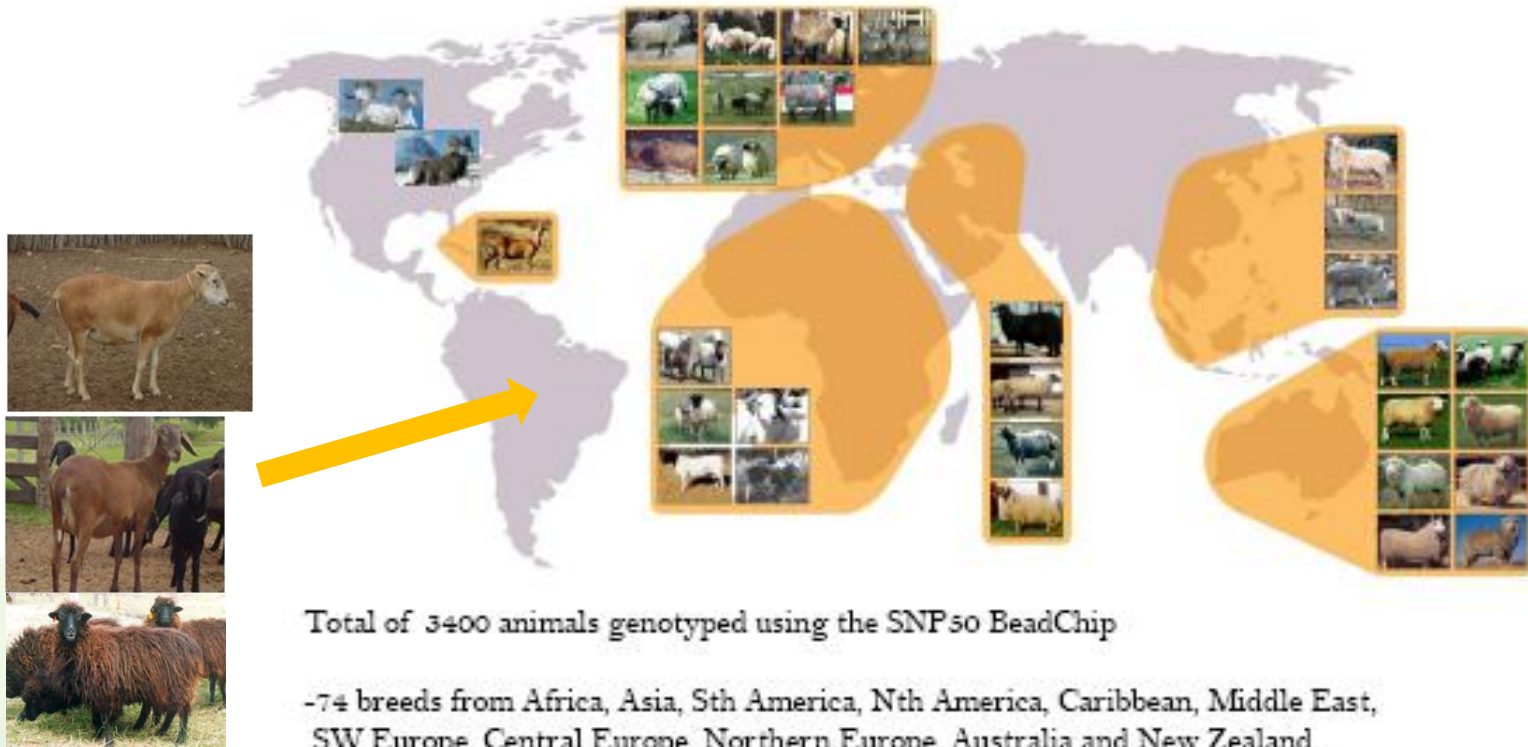 Total of 3400 animals genotyped using the SNP50 BeadChip
-74 breeds from Africa, Asia, Sth America, Nth America, Caribbean, Middle East,
SW Europe, Central Europe, Northern Europe, Australia and New Zealand